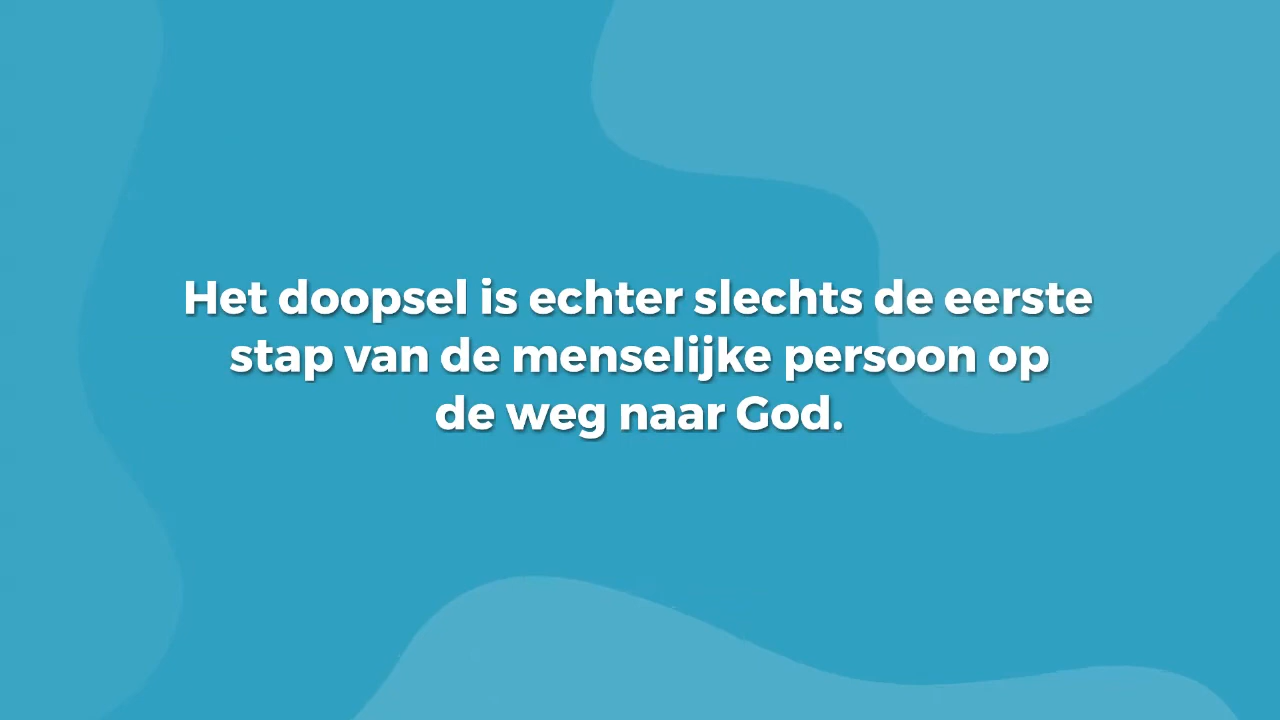 Het doopsel is echter slechts de eerste
stap van de menselijke persoon op
de weg naar God.